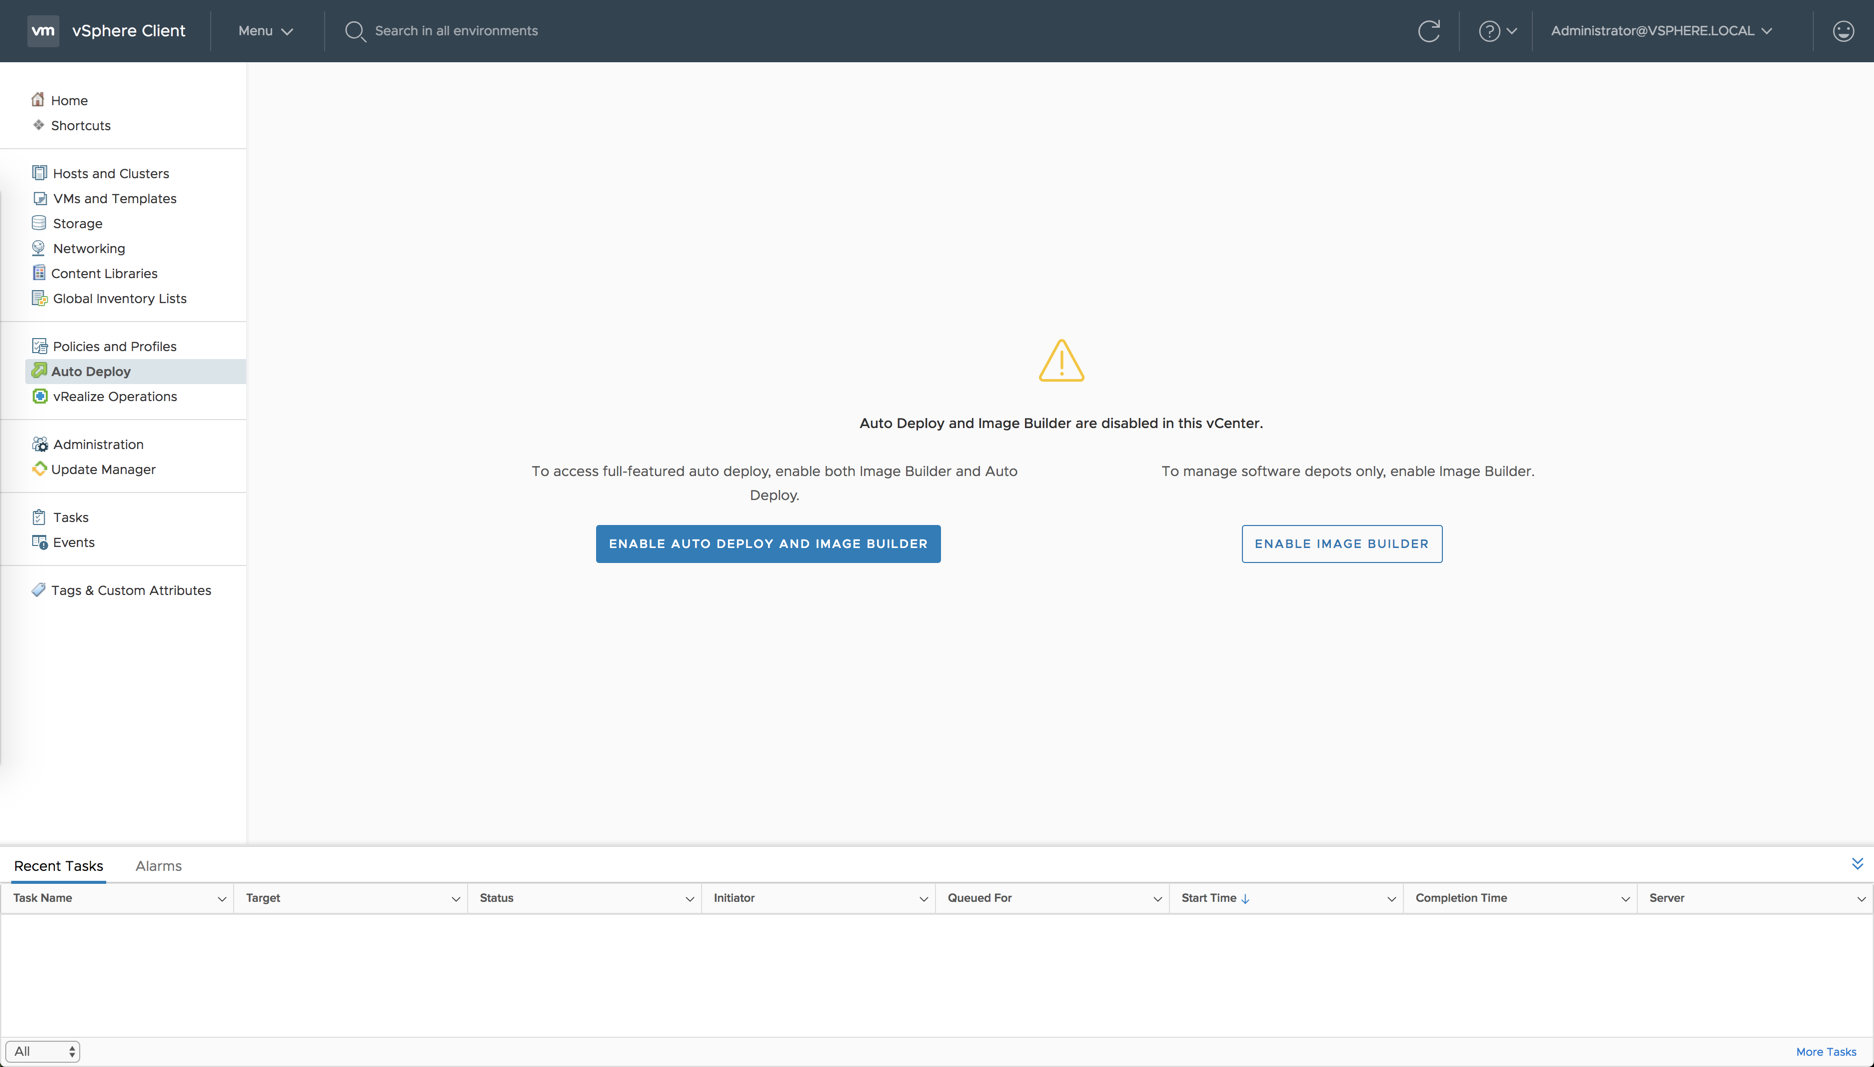 vm vSphere Client Menu Search in all environments ? Administrator@VSPHERE.LOCAL
Home
Shortcuts
Hosts and Clusters
VMs and Templates
Storage
Networking
Content Libraries
Global Inventory Lists
Policies and Profiles
Auto Deploy
vRealize Operations
Administration
Update Manager
Tasks
Events
Tags & Custom Attributes
Auto Deploy and Image Builder are disabled in this vCenter.
To access full-featured auto deploy, enable both Image Builder and Auto
Deploy.
ENABLE AUTO DEPLOY AND IMAGE BUILDER
To manage software depots only, enable Image Builder.
ENABLE IMAGE BUILDER
Recent Tasks Alarms
Task Name Target Status Initiator Queued For Start Time ↓ Completion Time Server
All More Tasks